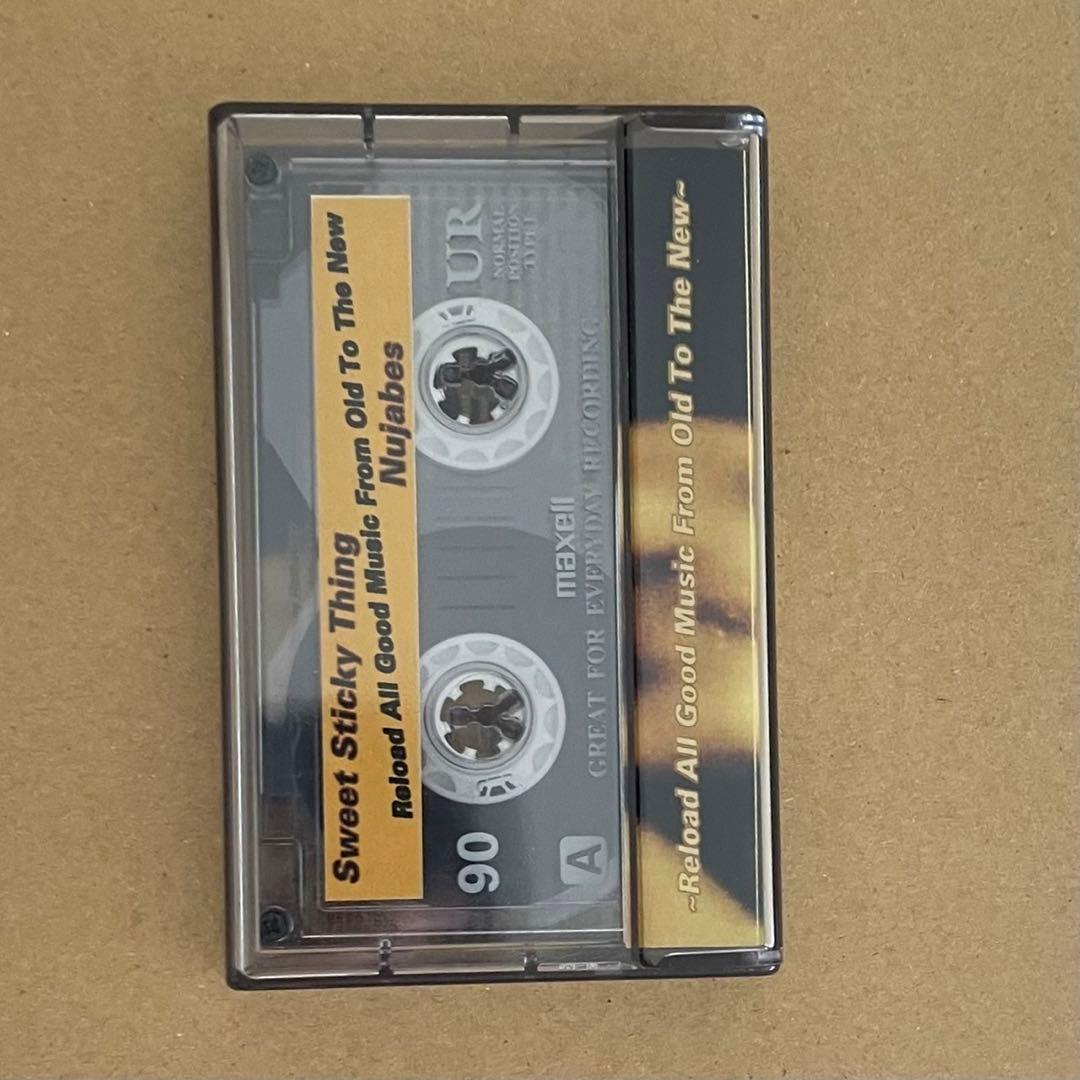 Sweet Sticky Thing
Reload All Good Music From Old To The New
Nujabes
UR
NORMAL
POSITION
TYPE I
90
A
maxell
GREAT FOR EVERYDAY RECORDING
~Reload All Good Music From Old To The New~